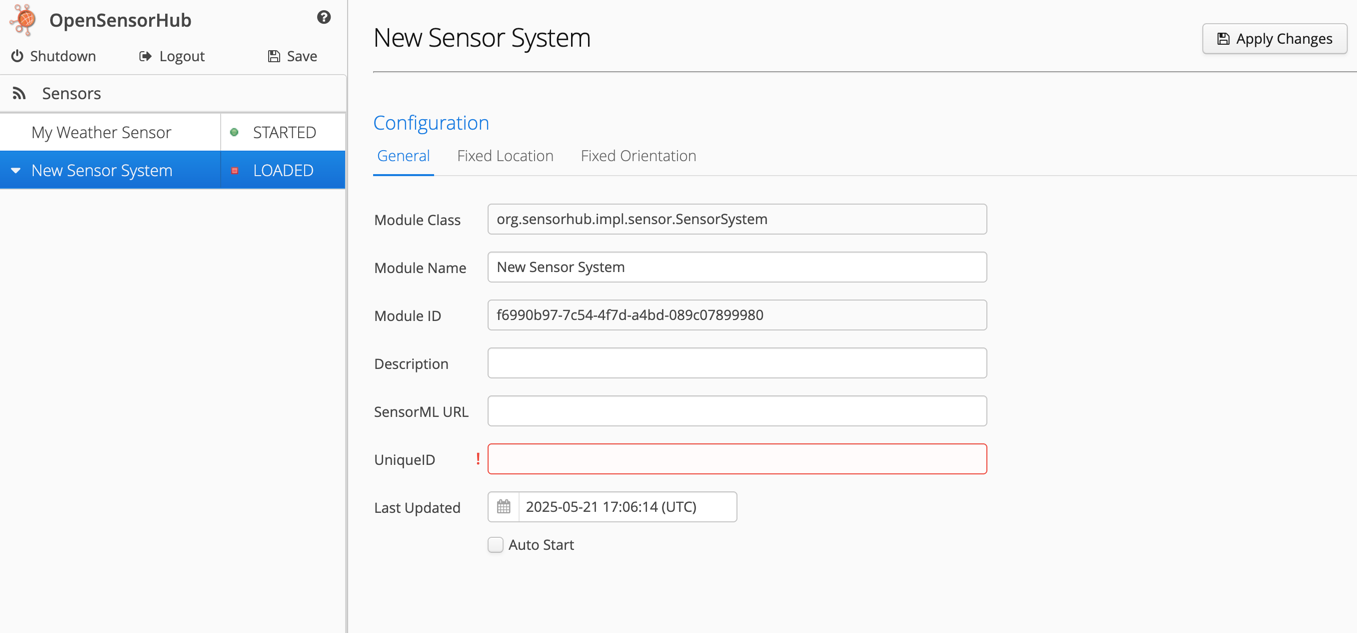 OpenSensorHub
Shutdown Logout Save
Sensors
My Weather Sensor STARTED
New Sensor System LOADED
New Sensor System
Apply Changes
Configuration
General Fixed Location Fixed Orientation
Module Class org.sensorhub.impl.sensor.SensorSystem
Module Name New Sensor System
Module ID f6990b97-7c54-4f7d-a4bd-089c07899980
Description
SensorML URL
UniqueID !
Last Updated 2025-05-21 17:06:14 (UTC)
Auto Start